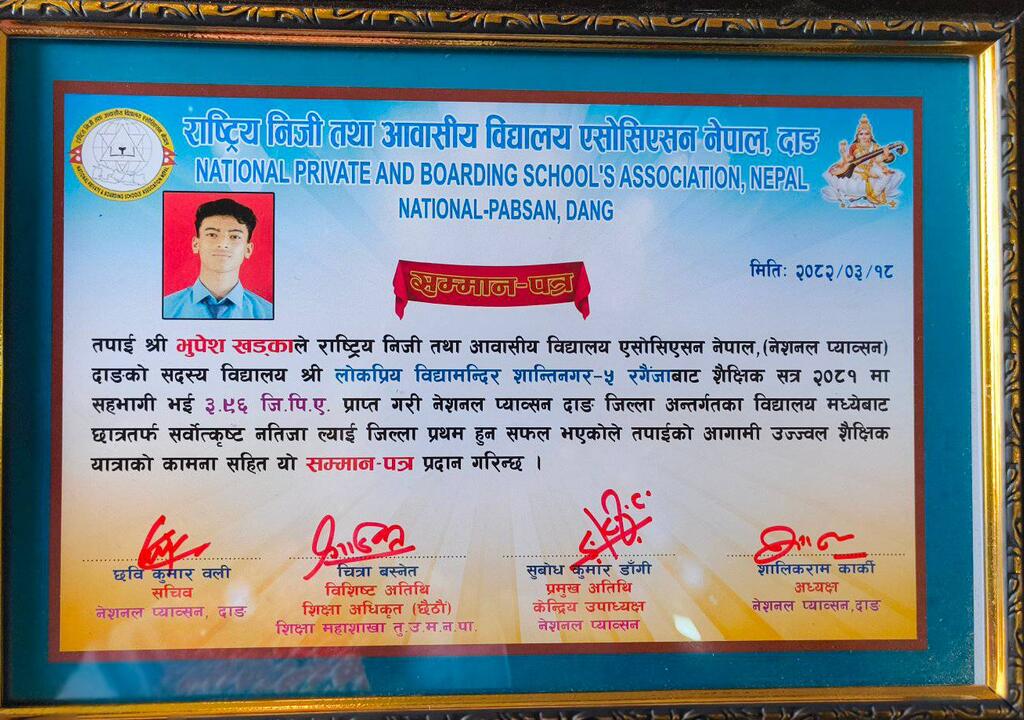 राष्ट्रिय निजी तथा आवासीय विद्यालय एसोसिएसन नेपाल, दाङ
NATIONAL PRIVATE AND BOARDING SCHOOL'S ASSOCIATION, NEPAL
NATIONAL-PABSAN, DANG
मितिः २०८२/०३/१८
सम्मान-पत्र
तपाई श्री भुपेश खड्काले राष्ट्रिय निजी तथा आवासीय विद्यालय एसोसिएसन नेपाल,(नेशनल प्याब्सन)
दाङको सदस्य विद्यालय श्री लोकप्रिय विद्यामन्दिर शान्तिनगर-५ रगैंजाबाट शैक्षिक सत्र २०८१ मा
सहभागी भई ३.९६ जि.पि.ए. प्राप्त गरी नेशनल प्याब्सन दाङ जिल्ला अन्तर्गतका विद्यालय मध्येबाट
छात्रतर्फ सर्वोत्कृष्ट नतिजा ल्याई जिल्ला प्रथम हुन सफल भएकोले तपाईको आगामी उज्ज्वल शैक्षिक
यात्राको कामना सहित यो सम्मान-पत्र प्रदान गरिन्छ ।
छवि कुमार वली
सचिव
नेशनल प्याब्सन, दाङ
चित्रा बस्नेत
विशिष्ट अतिथि
शिक्षा अधिकृत (छैठौं)
शिक्षा महाशाखा तु.उ.म.न.पा.
सुबोध कुमार डाँगी
प्रमुख अतिथि
केन्द्रिय उपाध्यक्ष
नेशनल प्याब्सन
शालिकराम कार्की
अध्यक्ष
नेशनल प्याब्सन,दाङ